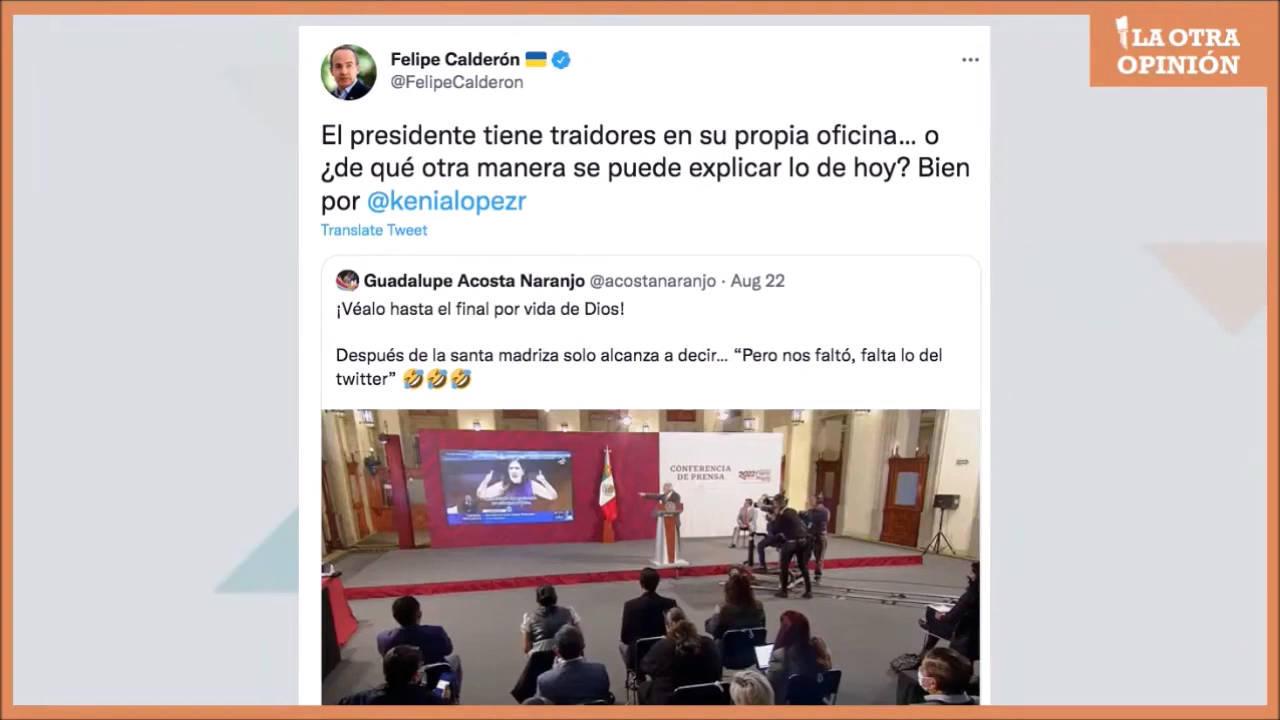 LA OTRA
OPINIÓN
Felipe Calderón
@FelipeCalderon
El presidente tiene traidores en su propia oficina... o
¿de qué otra manera se puede explicar lo de hoy? Bien
por @kenialopezr
Translate Tweet
Guadalupe Acosta Naranjo @acostanaranjo · Aug 22
¡Véalo hasta el final por vida de Dios!
Después de la santa madriza solo alcanza a decir... “Pero nos faltó, falta lo del
twitter” 🤣🤣🤣
CONFERENCIA
DE PRENSA